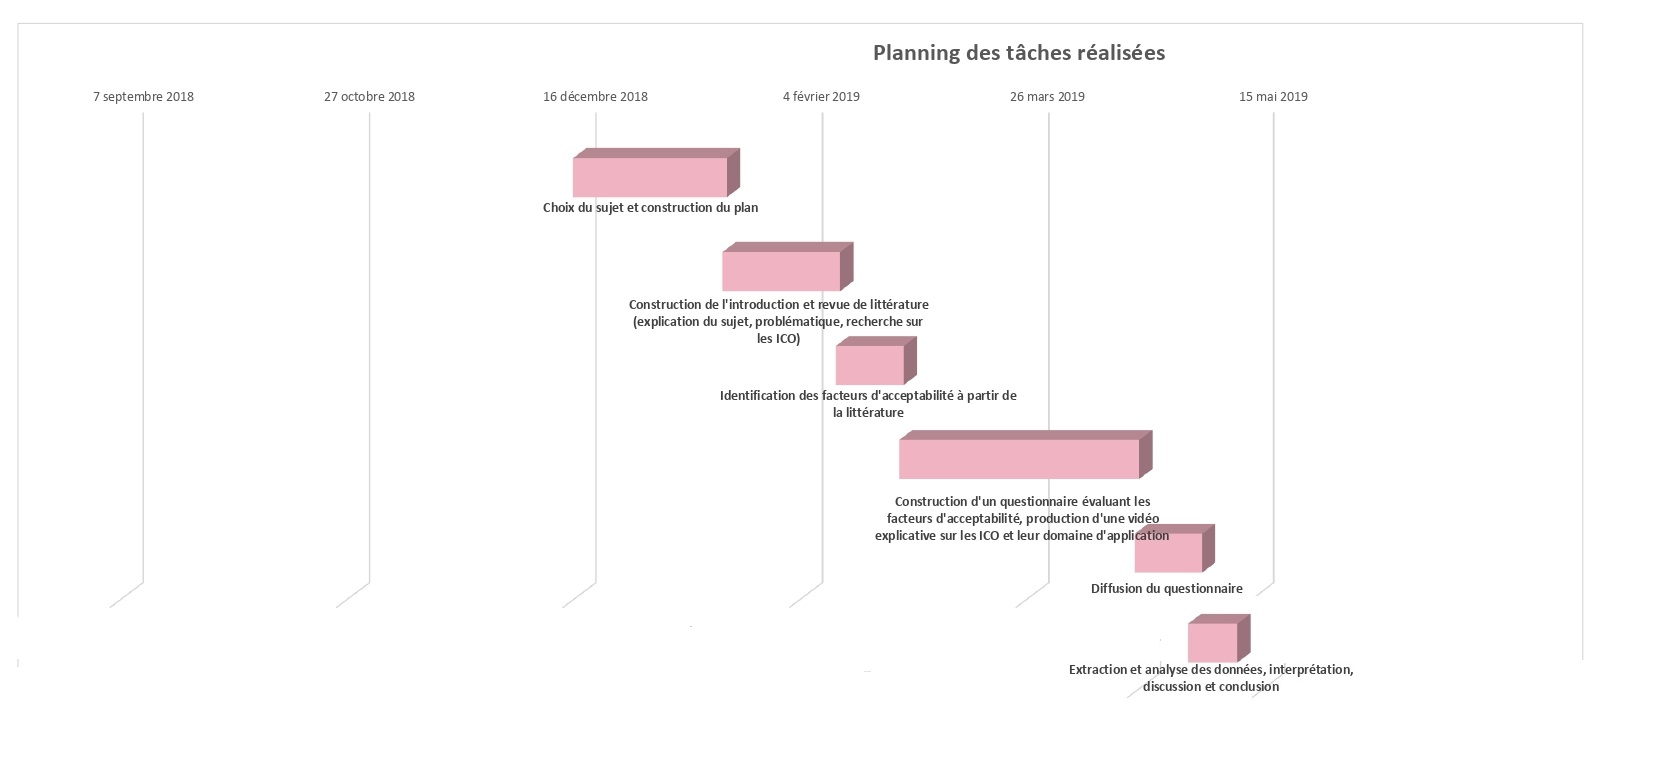 Planning des tâches réalisées
7 septembre 2018
27 octobre 2018
16 décembre 2018
4 février 2019
26 mars 2019
15 mai 2019
Choix du sujet et construction du plan
Construction de l'introduction et revue de littérature
(explication du sujet, problématique, recherche sur
les ICO)
Identification des facteurs d'acceptabilité à partir de
la littérature
Construction d'un questionnaire évaluant les
facteurs d'acceptabilité, production d'une vidéo
explicative sur les ICO et leur domaine d'application
Diffusion du questionnaire
Extraction et analyse des données, interprétation,
discussion et conclusion